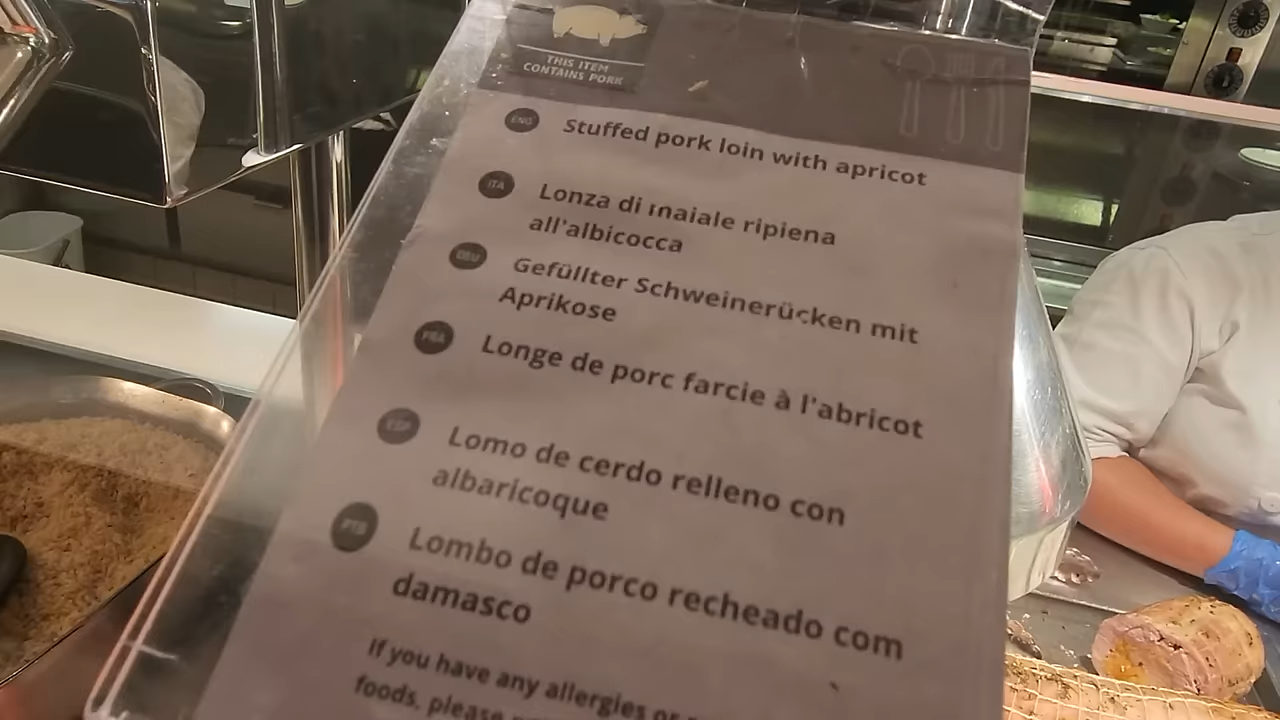 THIS ITEM
CONTAINS PORK
ENG
Stuffed pork loin with apricot
ITA
Lonza di maiale ripiena
all'albicocca
DEU
Gefüllter Schweinerücken mit
Aprikose
FRA
Longe de porc farcie à l'abricot
ESP
Lomo de cerdo relleno con
albaricoque
PTB
Lombo de porco recheado com
damasco
If you have any allergies or
foods, please